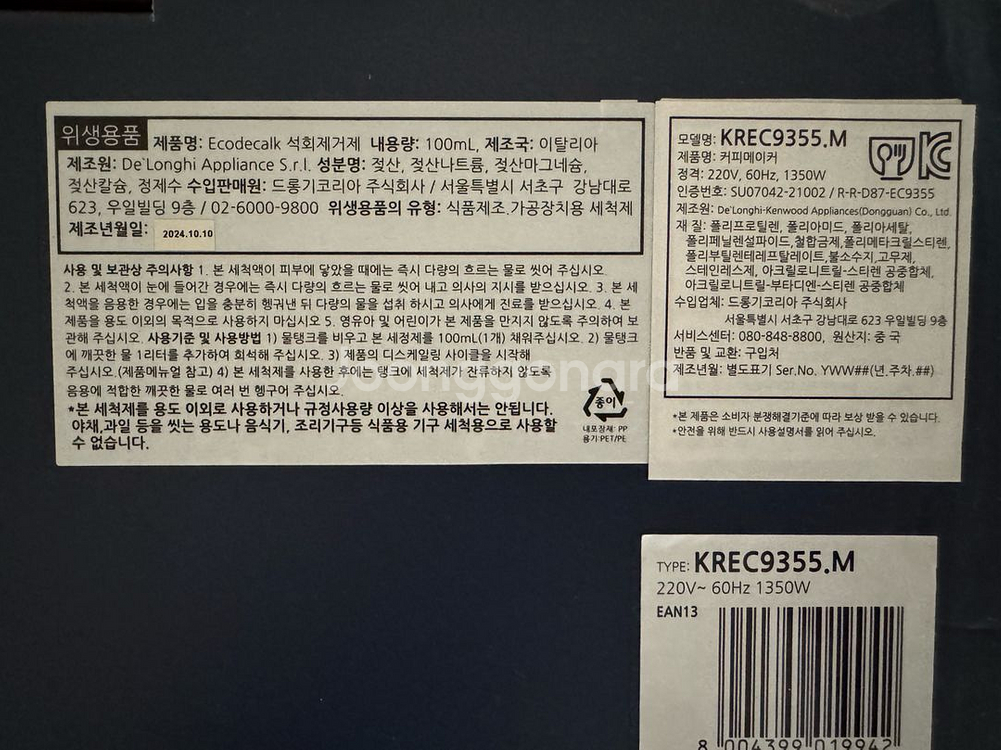 위생용품 제품명: Ecodecalk 석회제거제 내용량: 100mL, 제조국: 이탈리아
제조원: De`Longhi Appliance S.r.l. 성분명: 젖산, 젖산나트륨, 젖산마그네슘,
젖산칼슘, 정제수 수입판매원: 드롱기코리아 주식회사 / 서울특별시 서초구 강남대로
623, 우일빌딩 9층 / 02-6000-9800 위생용품의 유형: 식품제조.가공장치용 세척제
제조년월일: 2024.10.10
사용 및 보관상 주의사항 1. 본 세척액이 피부에 닿았을 때에는 즉시 다량의 흐르는 물로 씻어 주십시오.
2. 본 세척액이 눈에 들어간 경우에는 즉시 다량의 흐르는 물로 씻어 내고 의사의 지시를 받으십시오. 3. 본 세
척액을 음용한 경우에는 입을 충분히 헹궈낸 뒤 다량의 물을 섭취 하시고 의사에게 진료를 받으십시오. 4. 본
제품을 용도 이외의 목적으로 사용하지 마십시오 5. 영유아 및 어린이가 본 제품을 만지지 않도록 주의하여 보
관해 주십시오. 사용기준 및 사용방법 1) 물탱크를 비우고 본 세정제를 100mL(1개) 채워주십시오. 2) 물탱크
에 깨끗한 물 1리터를 추가하여 희석해 주십시오. 3) 제품의 디스케일링 사이클을 시작해
주십시오.(제품메뉴얼 참고) 4) 본 세척제를 사용한 후에는 탱크에 세척제가 잔류하지 않도록
음용에 적합한 깨끗한 물로 여러 번 헹구어 주십시오.
*본 세척제를 용도 이외로 사용하거나 규정사용량 이상을 사용해서는 안됩니다.
야채,과일 등을 씻는 용도나 음식기, 조리기구등 식품용 기구 세척용으로 사용할
수 없습니다.
종이
내포장재: PP
용기:PET/PE
모델명: KREC9355.M
제품명: 커피메이커
정격: 220V, 60Hz, 1350W
인증번호: SU07042-21002 / R-R-D87-EC9355
제조원: De'Longhi-Kenwood Appliances(Dongguan) Co., Ltd.
재 질: 폴리프로틸렌, 폴리아미드, 폴리아세탈,
폴리페닐렌설파이드,철합금제,폴리메타크릴스티렌,
폴리부틸렌테레프탈레이트,불소수지,고무제,
스테인레스제, 아크릴로니트릴-스티렌 공중합체,
아크릴로니트릴-부타디엔-스티렌 공중합체
수입업체: 드롱기코리아 주식회사
서울특별시 서초구 강남대로 623 우일빌딩 9층
서비스센터: 080-848-8800, 원산지: 중 국
반품 및 교환: 구입처
제조년월: 별도표기 Ser.No. YWW##(년.주차.##)
*본 제품은 소비자 분쟁해결기준에 따라 보상 받을 수 있습니다.
*안전을 위해 반드시 사용설명서를 읽어 주십시오.
TYPE: KREC9355.M
220V~ 60Hz 1350W
EAN13
8 004399 019942
joonggonara